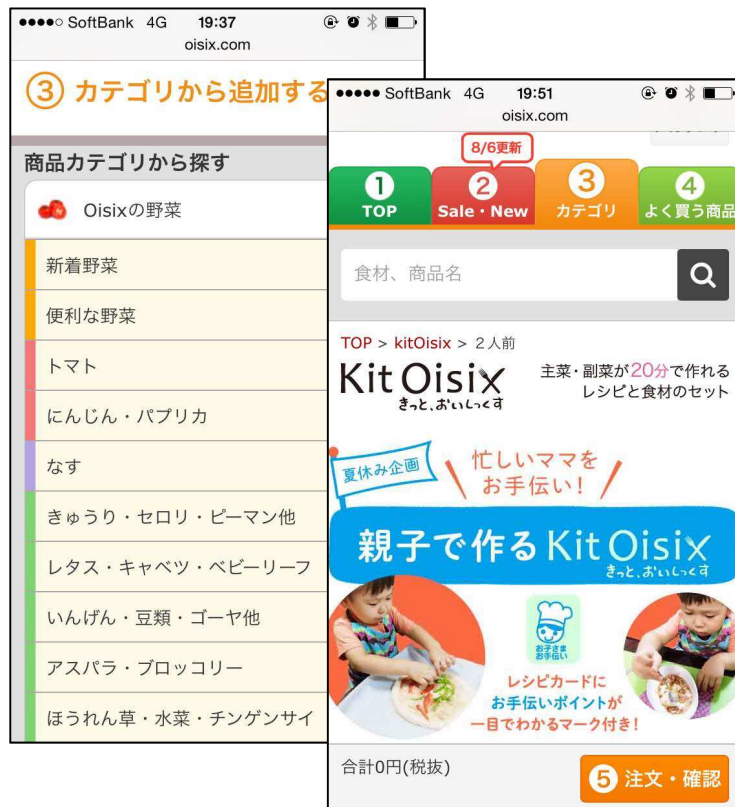 ●●●●○ SoftBank 4G 19:37
oisix.com
③ カテゴリから追加する
商品カテゴリから探す
Oisixの野菜
新着野菜
便利な野菜
トマト
にんじん・パプリカ
なす
きゅうり・セロリ・ピーマン他
レタス・キャベツ・ベビーリーフ
いんげん・豆類・ゴーヤ他
アスパラ・ブロッコリー
ほうれん草・水菜・チンゲンサイ
●●●●● SoftBank 4G 19:51
oisix.com
8/6更新
1 TOP
2 Sale・New
3 カテゴリ
4 よく買う商品
食材、商品名
TOP > kitOisix > 2人前
Kit Oisix
きっと、おいしっくす
主菜・副菜が20分で作れる
レシピと食材のセット
夏休み企画
忙しいママを
お手伝い!
親子で作る Kit Oisix
きっと、おいしっくす
お子さま
お手伝い
レシピカードに
お手伝いポイントが
一目でわかるマーク付き!
合計0円(税抜)
5 注文・確認